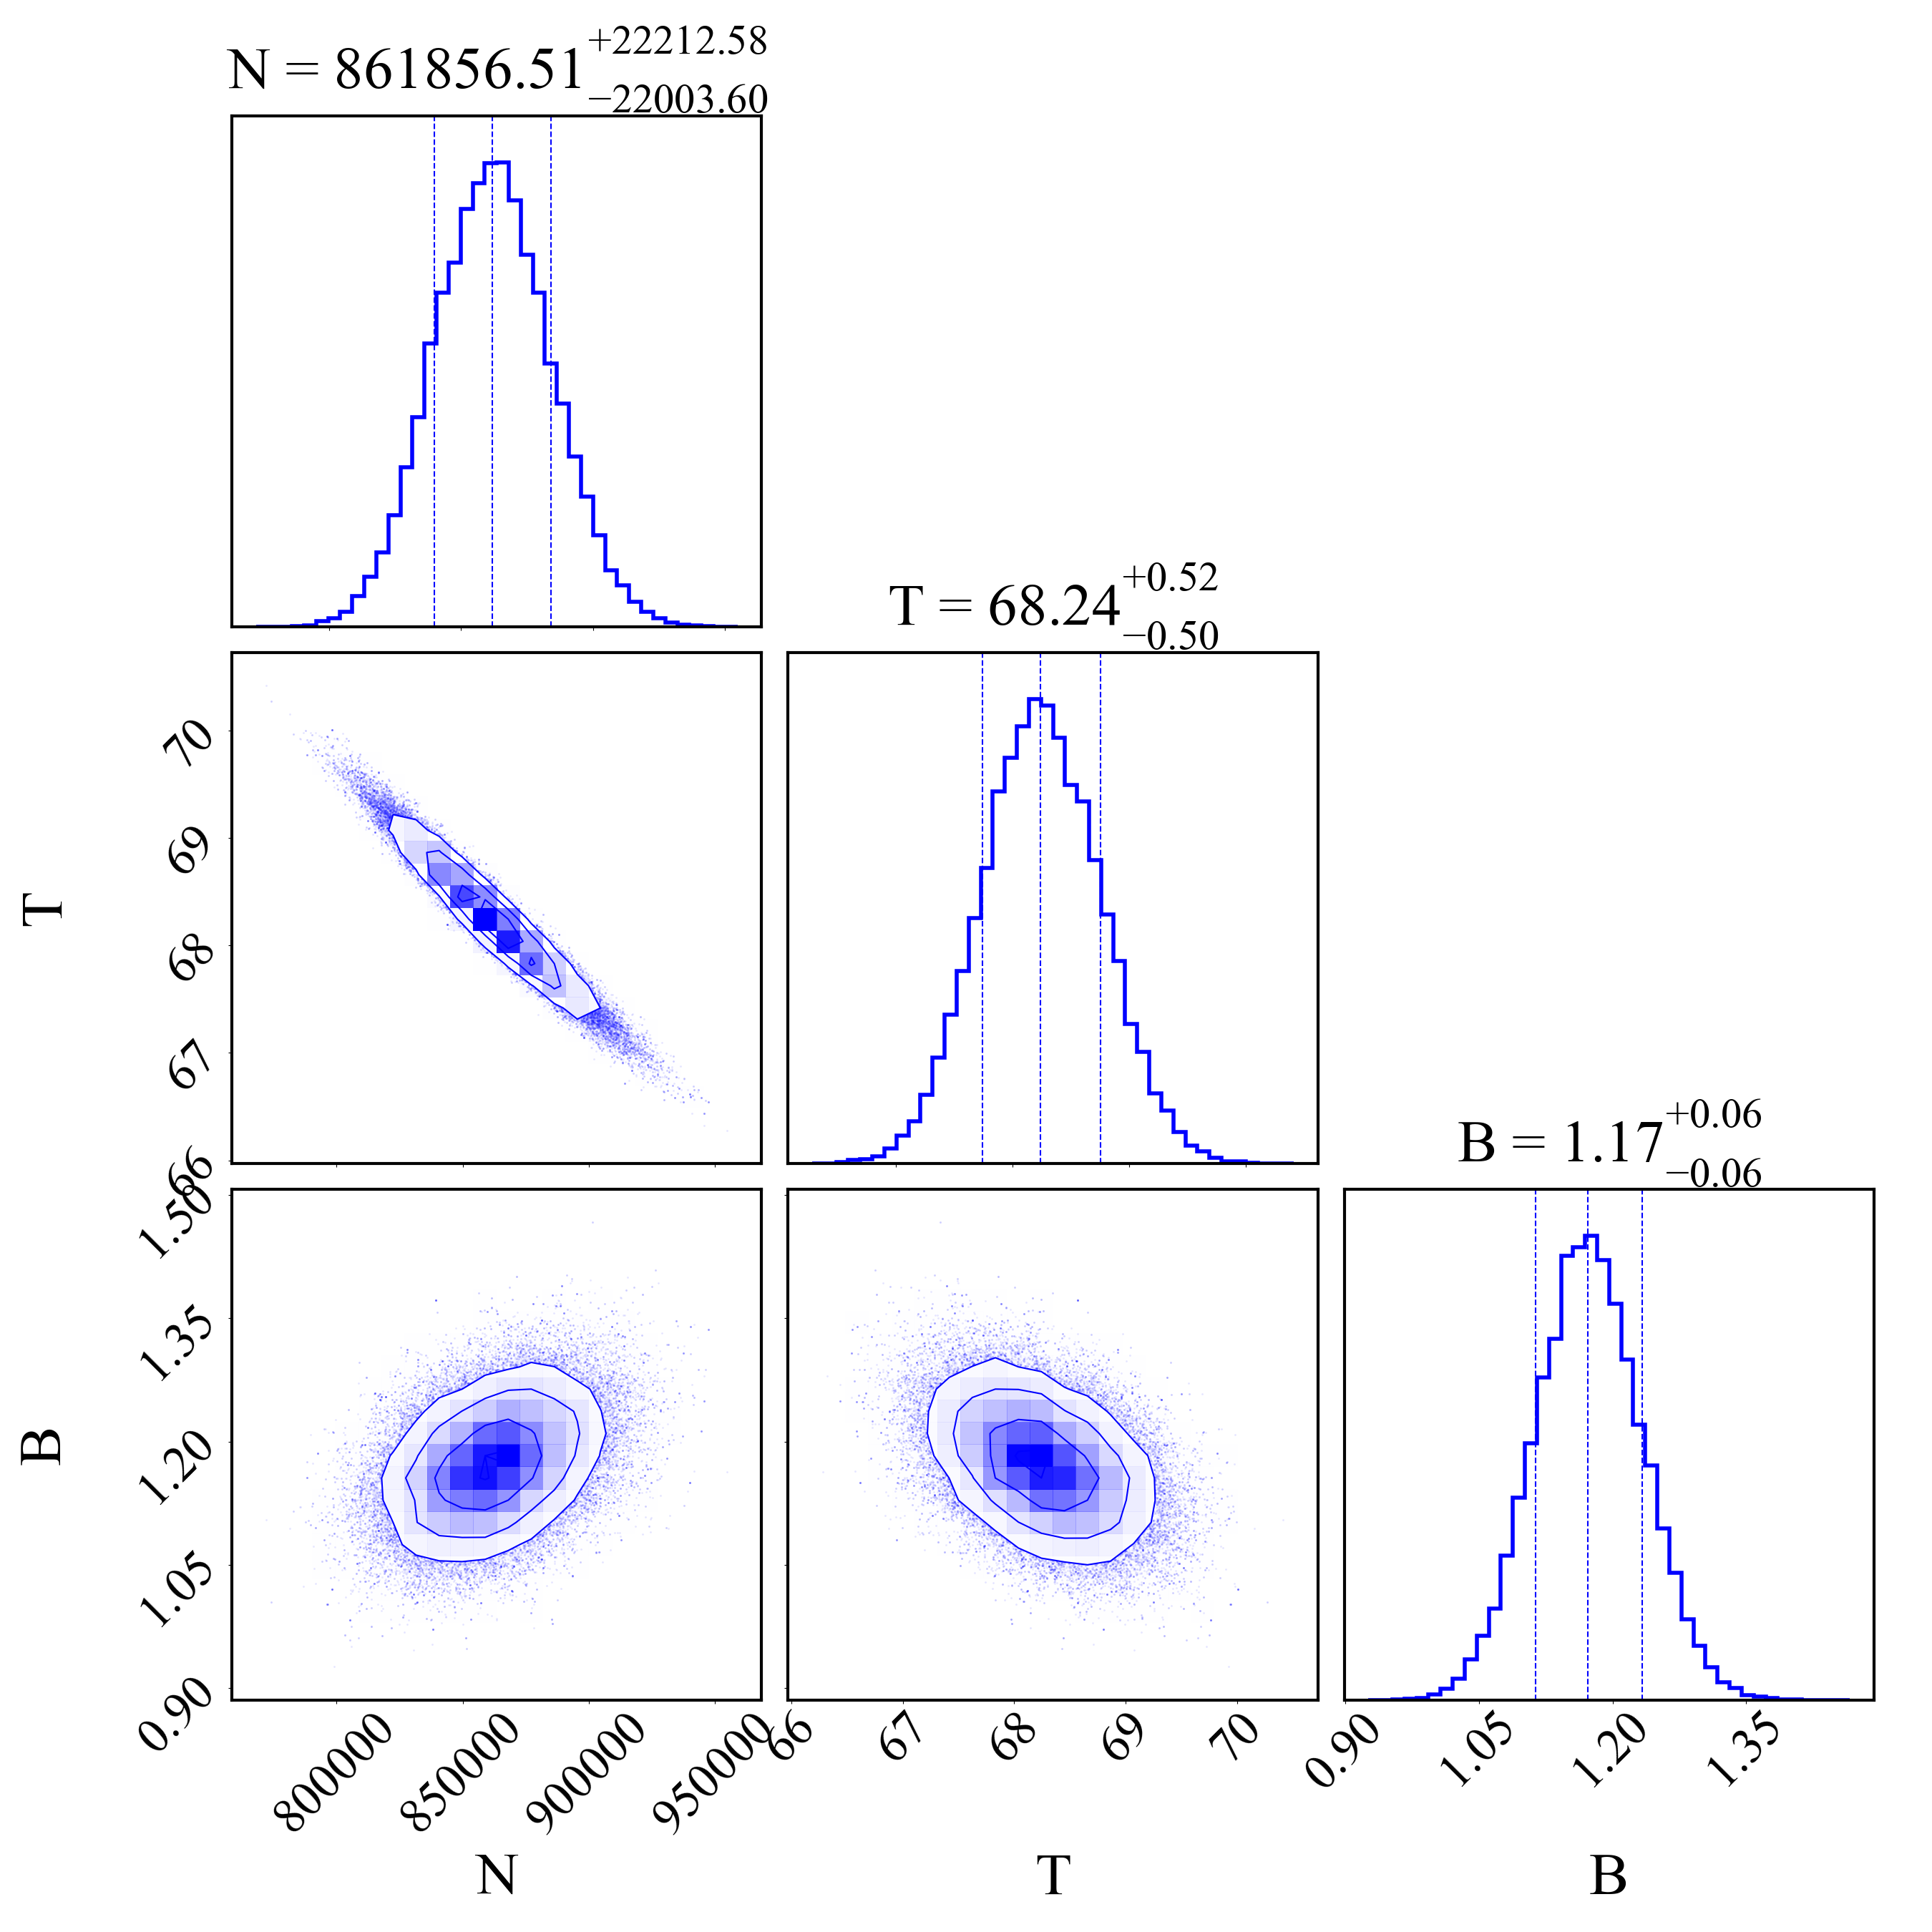 N = 861856.51 +22212.58 −22003.60
T = 68.24 +0.52 −0.50
70
69
68
67
66
T
B = 1.17 +0.06 −0.06
1.50
1.35
1.20
1.05
0.90
B
800000 850000 900000 950000 66 67 68 69 70 0.90 1.05 1.20 1.35
N T B